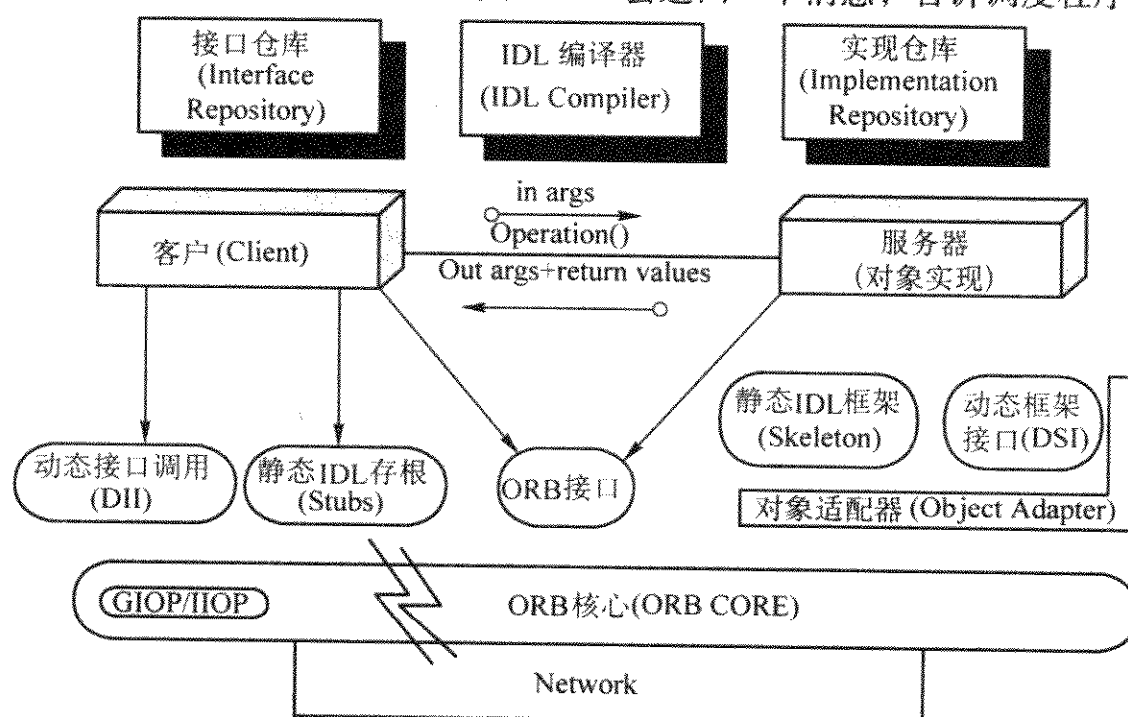 接口仓库
(Interface
Repository)
IDL 编译器
(IDL Compiler)
实现仓库
(Implementation
Repository)
客户 (Client)
in args
Operation()
Out args+return values
服务器
(对象实现)
动态接口调用
(DII)
静态IDL存根
(Stubs)
ORB接口
静态IDL框架
(Skeleton)
动态框架
接口(DSI)
对象适配器 (Object Adapter)
GIOP/IIOP
ORB核心(ORB CORE)
Network